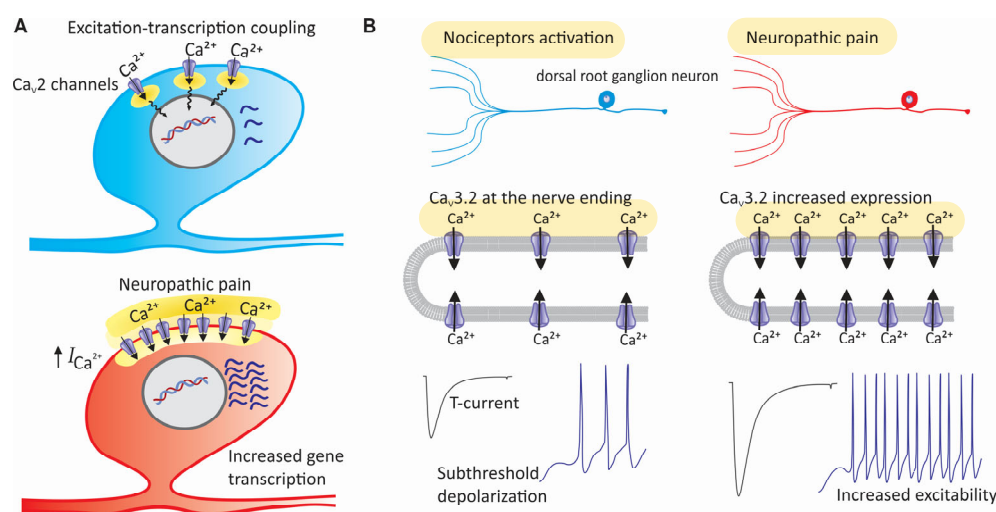 A
Excitation-transcription coupling
Ca²⁺
Ca²⁺
Ca²⁺
Caᵥ2 channels
Neuropathic pain
Ca²⁺
Ca²⁺
Ca²⁺
↑ I Ca²⁺
Increased gene
transcription
B
Nociceptors activation
Neuropathic pain
dorsal root ganglion neuron
Caᵥ3.2 at the nerve ending
Ca²⁺ Ca²⁺ Ca²⁺
Ca²⁺ Ca²⁺ Ca²⁺
Caᵥ3.2 increased expression
Ca²⁺ Ca²⁺ Ca²⁺ Ca²⁺ Ca²⁺
Ca²⁺ Ca²⁺ Ca²⁺ Ca²⁺ Ca²⁺
T-current
Subthreshold
depolarization
Increased excitability